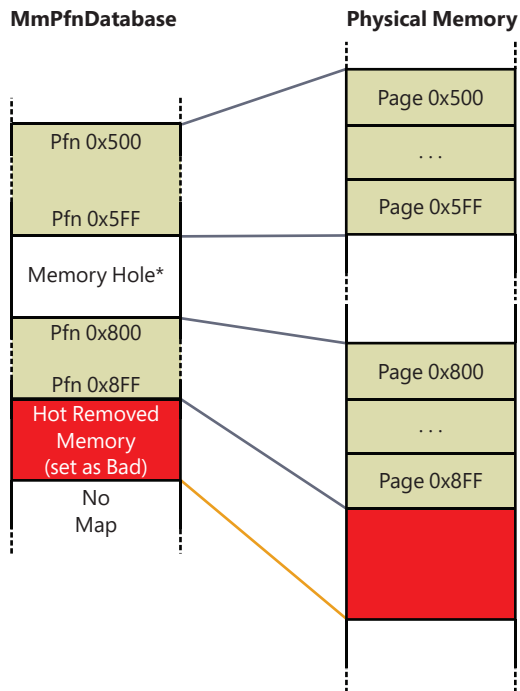 MmPfnDatabase
Pfn 0x500
Pfn 0x5FF
Memory Hole*
Pfn 0x800
Pfn 0x8FF
Hot Removed
Memory
(set as Bad)
No
Map
Physical Memory
Page 0x500
. . .
Page 0x5FF
Page 0x800
. . .
Page 0x8FF